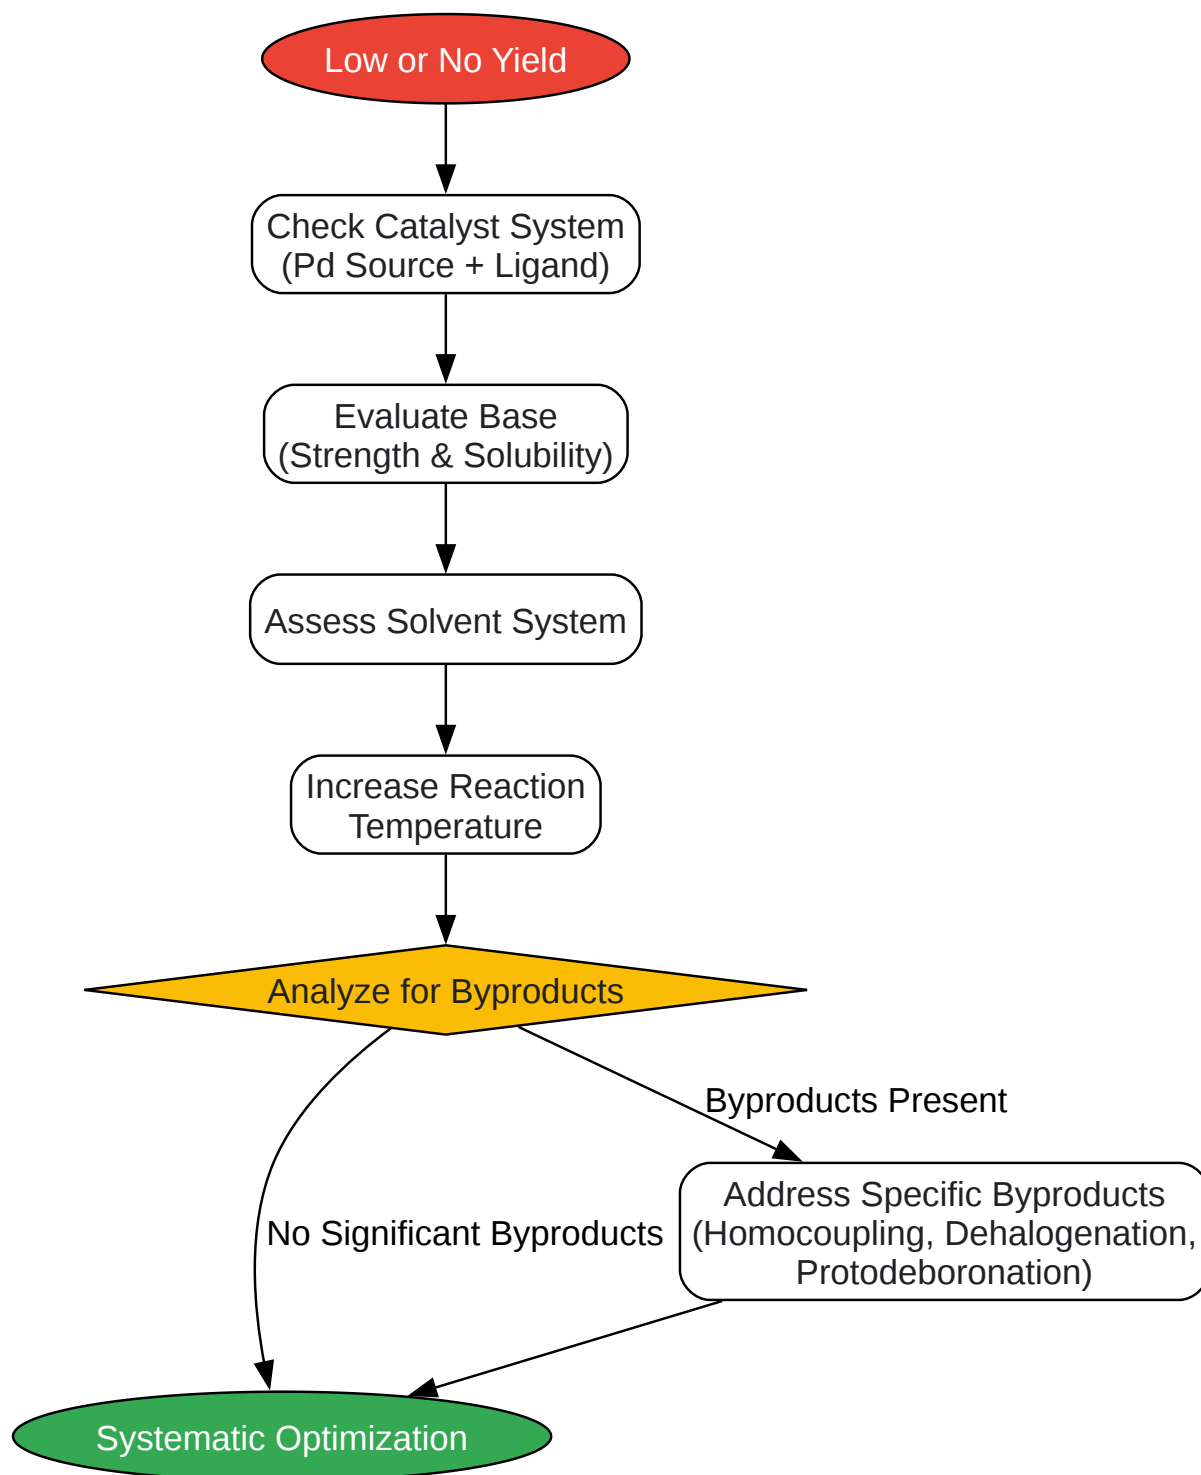 Low or No Yield
Check Catalyst System
(Pd Source + Ligand)
Evaluate Base
(Strength & Solubility)
Assess Solvent System
Increase Reaction
Temperature
Analyze for Byproducts
Byproducts Present
Address Specific Byproducts
(Homocoupling, Dehalogenation,
Protodeboronation)
No Significant Byproducts
Systematic Optimization